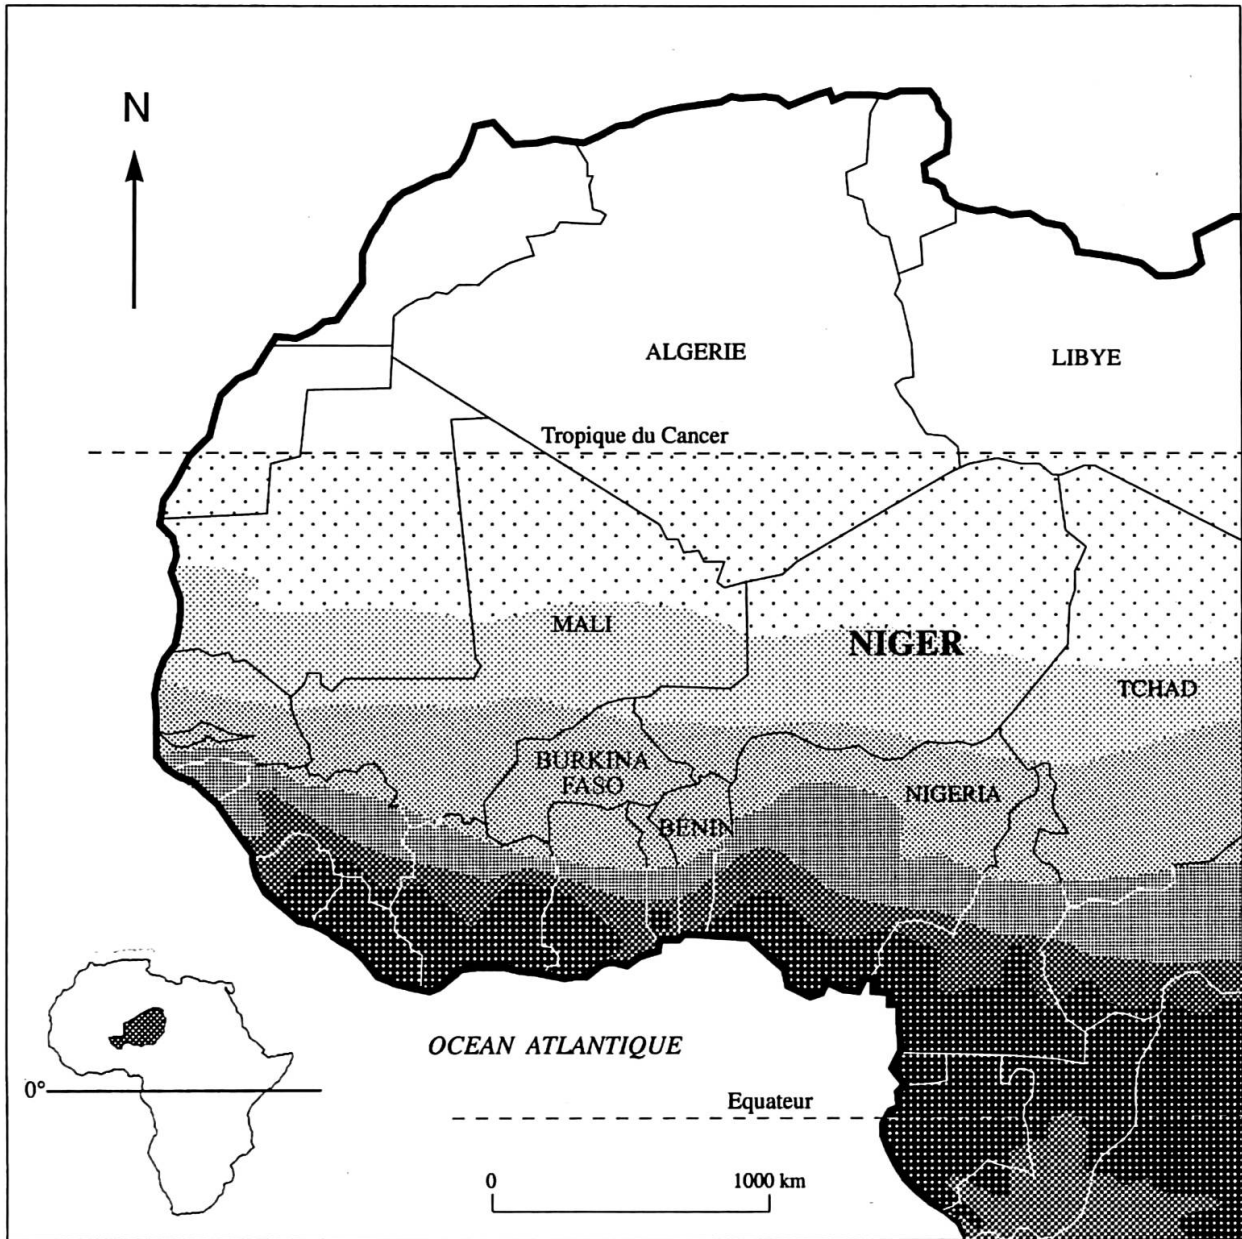 N
ALGERIE
LIBYE
Tropique du Cancer
MALI
NIGER
TCHAD
BURKINA
FASO
NIGERIA
BENIN
OCEAN ATLANTIQUE
0°
Equateur
0
1000 km